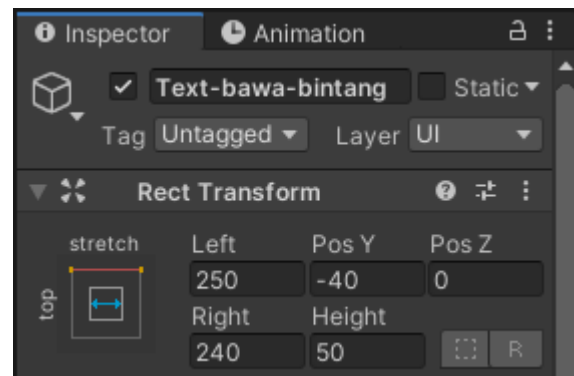 Inspector Animation
Text-bawa-bintang Static
Tag Untagged Layer UI
Rect Transform
stretch Left Pos Y Pos Z
top 250 -40 0
Right Height
240 50 R